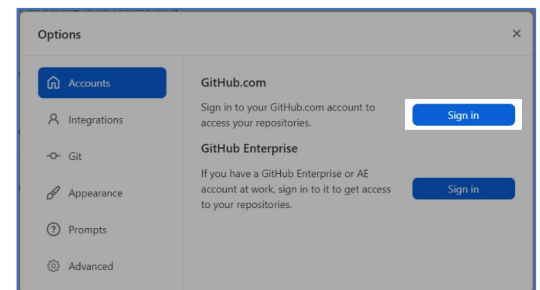 Options
Accounts
Integrations
Git
Appearance
Prompts
Advanced
GitHub.com
Sign in to your GitHub.com account to
access your repositories.
Sign in
GitHub Enterprise
If you have a GitHub Enterprise or AE
account at work, sign in to it to get access
to your repositories.
Sign in